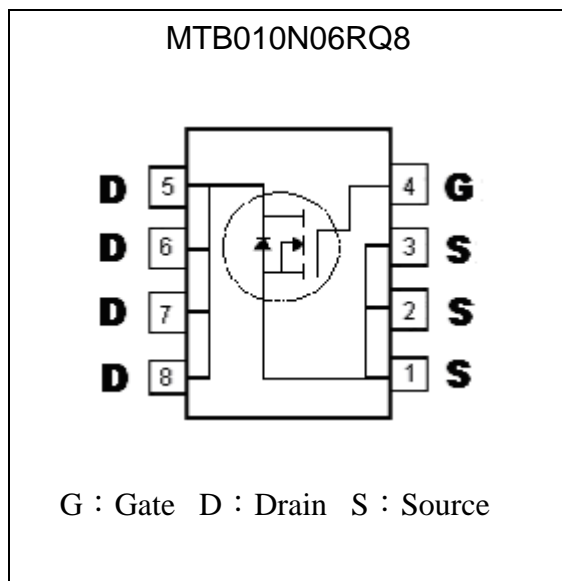 MTB010N06RQ8
D 5 4 G
D 6 3 S
D 7 2 S
D 8 1 S
G：Gate D：Drain S：Source